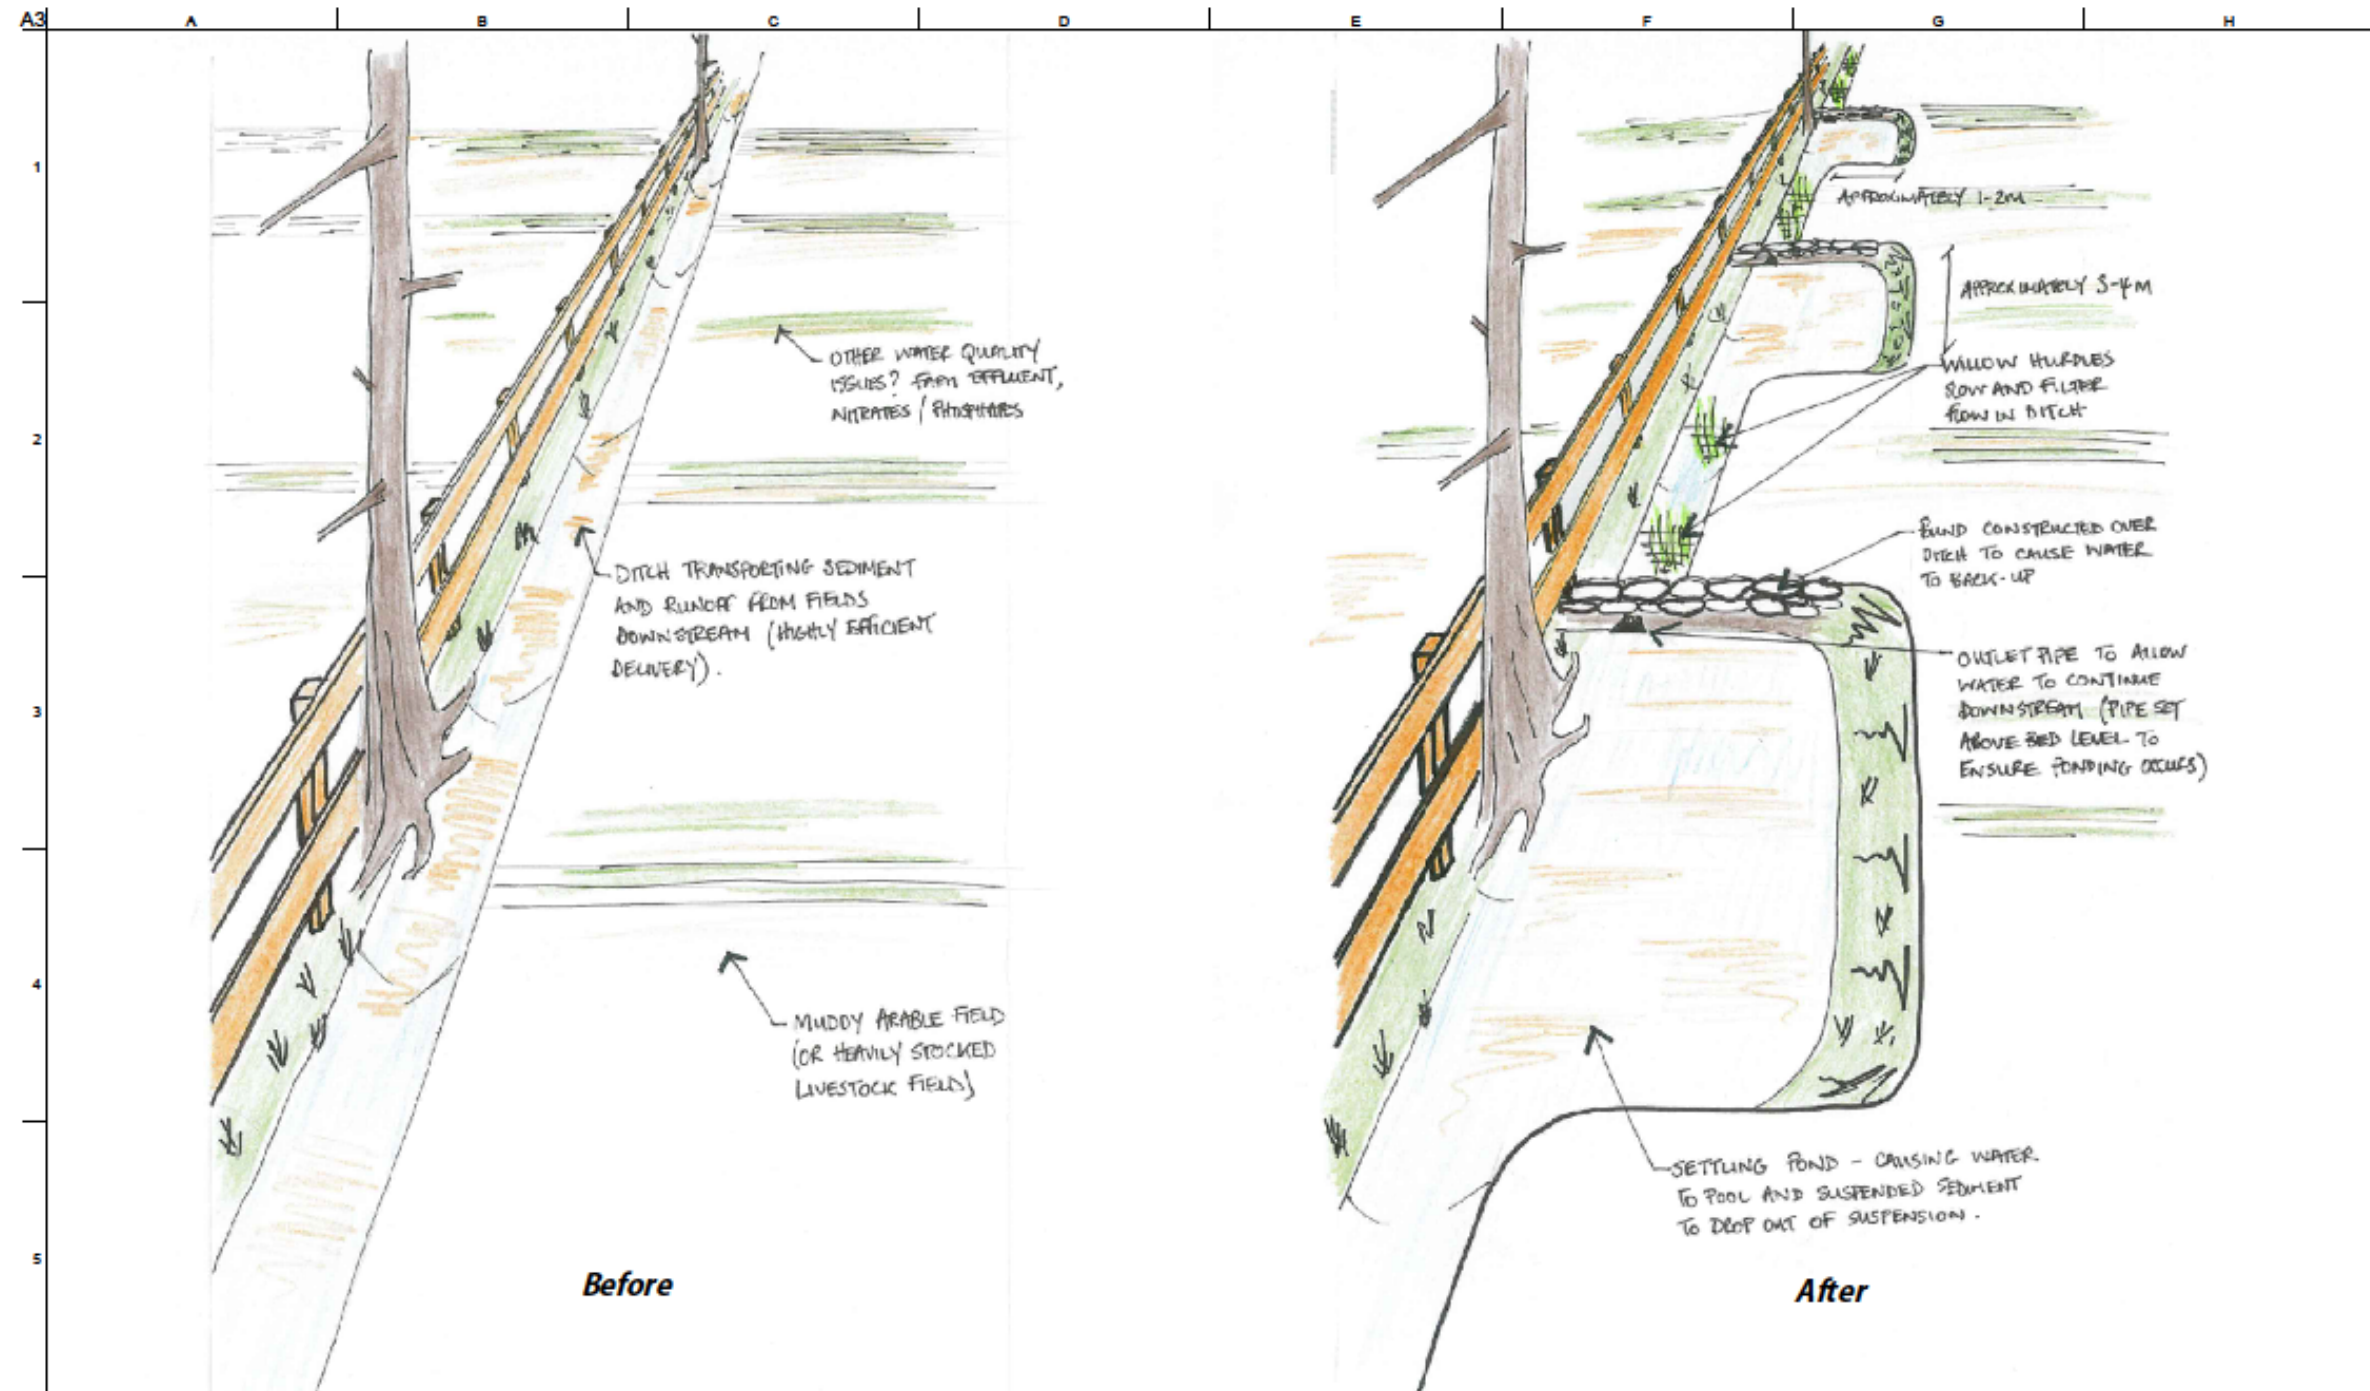 A3
A
B
C
D
E
F
G
H
1
2
3
4
5
OTHER WATER QUALITY
ISSUES? FARM EFFLUENT,
NITRATES / PHOSPHATES
DITCH TRANSPORTING SEDIMENT
AND RUNOFF FROM FIELDS
DOWNSTREAM (HIGHLY EFFICIENT
DELIVERY).
MUDDY ARABLE FIELD
(OR HEAVILY STOCKED
LIVESTOCK FIELD)
Before
APPROXIMATELY 1-2M
APPROXIMATELY 3-4M
WILLOW HURDLES
SLOW AND FILTER
FLOW IN DITCH
BUND CONSTRUCTED OVER
DITCH TO CAUSE WATER
TO BACK-UP
OUTLET PIPE TO ALLOW
WATER TO CONTINUE
DOWNSTREAM (PIPE SET
ABOVE BED LEVEL TO
ENSURE PONDING OCCURS)
SETTLING POND - CAUSING WATER
TO POOL AND SUSPENDED SEDIMENT
TO DROP OUT OF SUSPENSION.
After